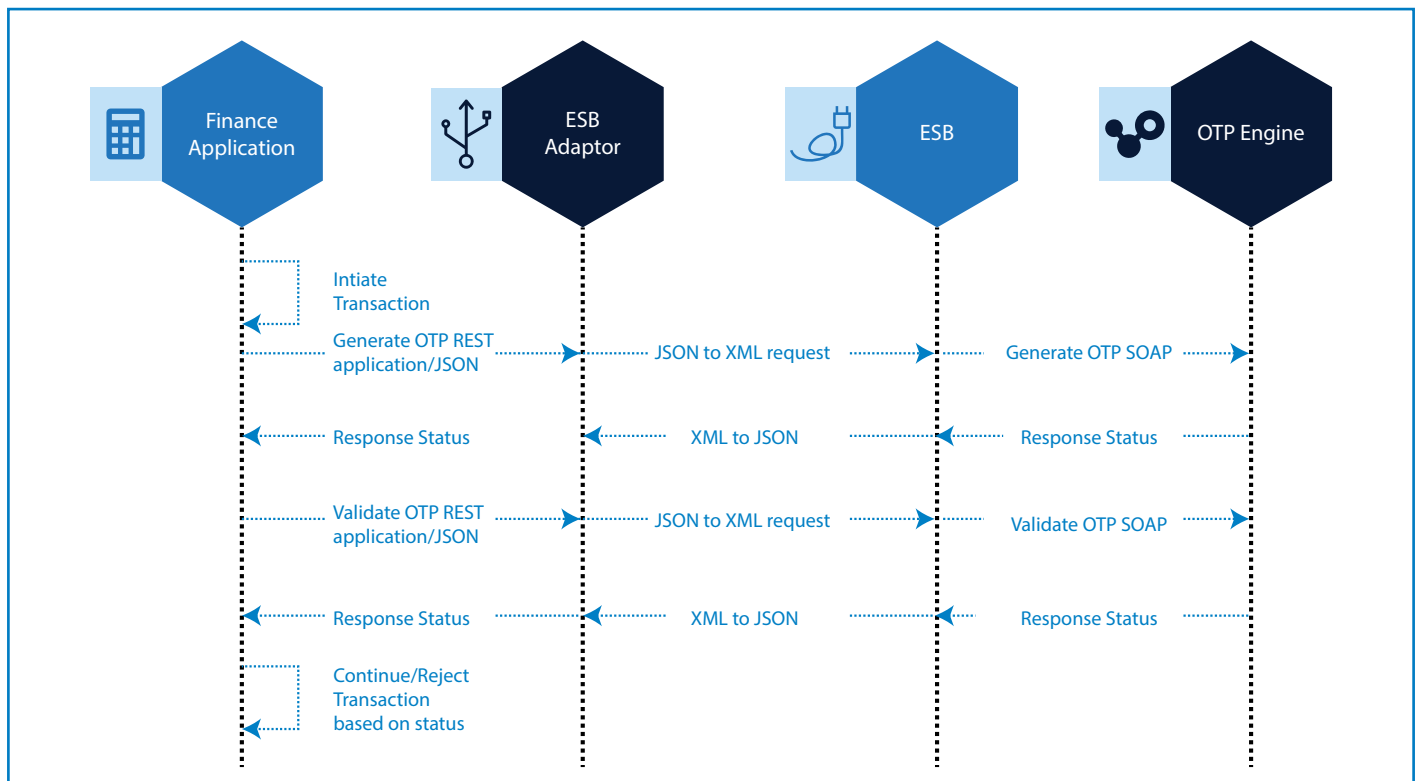 Finance
Application
ESB
Adaptor
ESB
OTP Engine
Intiate
Transaction
Generate OTP REST
application/JSON
JSON to XML request
Generate OTP SOAP
Response Status
XML to JSON
Response Status
Validate OTP REST
application/JSON
JSON to XML request
Validate OTP SOAP
Response Status
XML to JSON
Response Status
Continue/Reject
Transaction
based on status